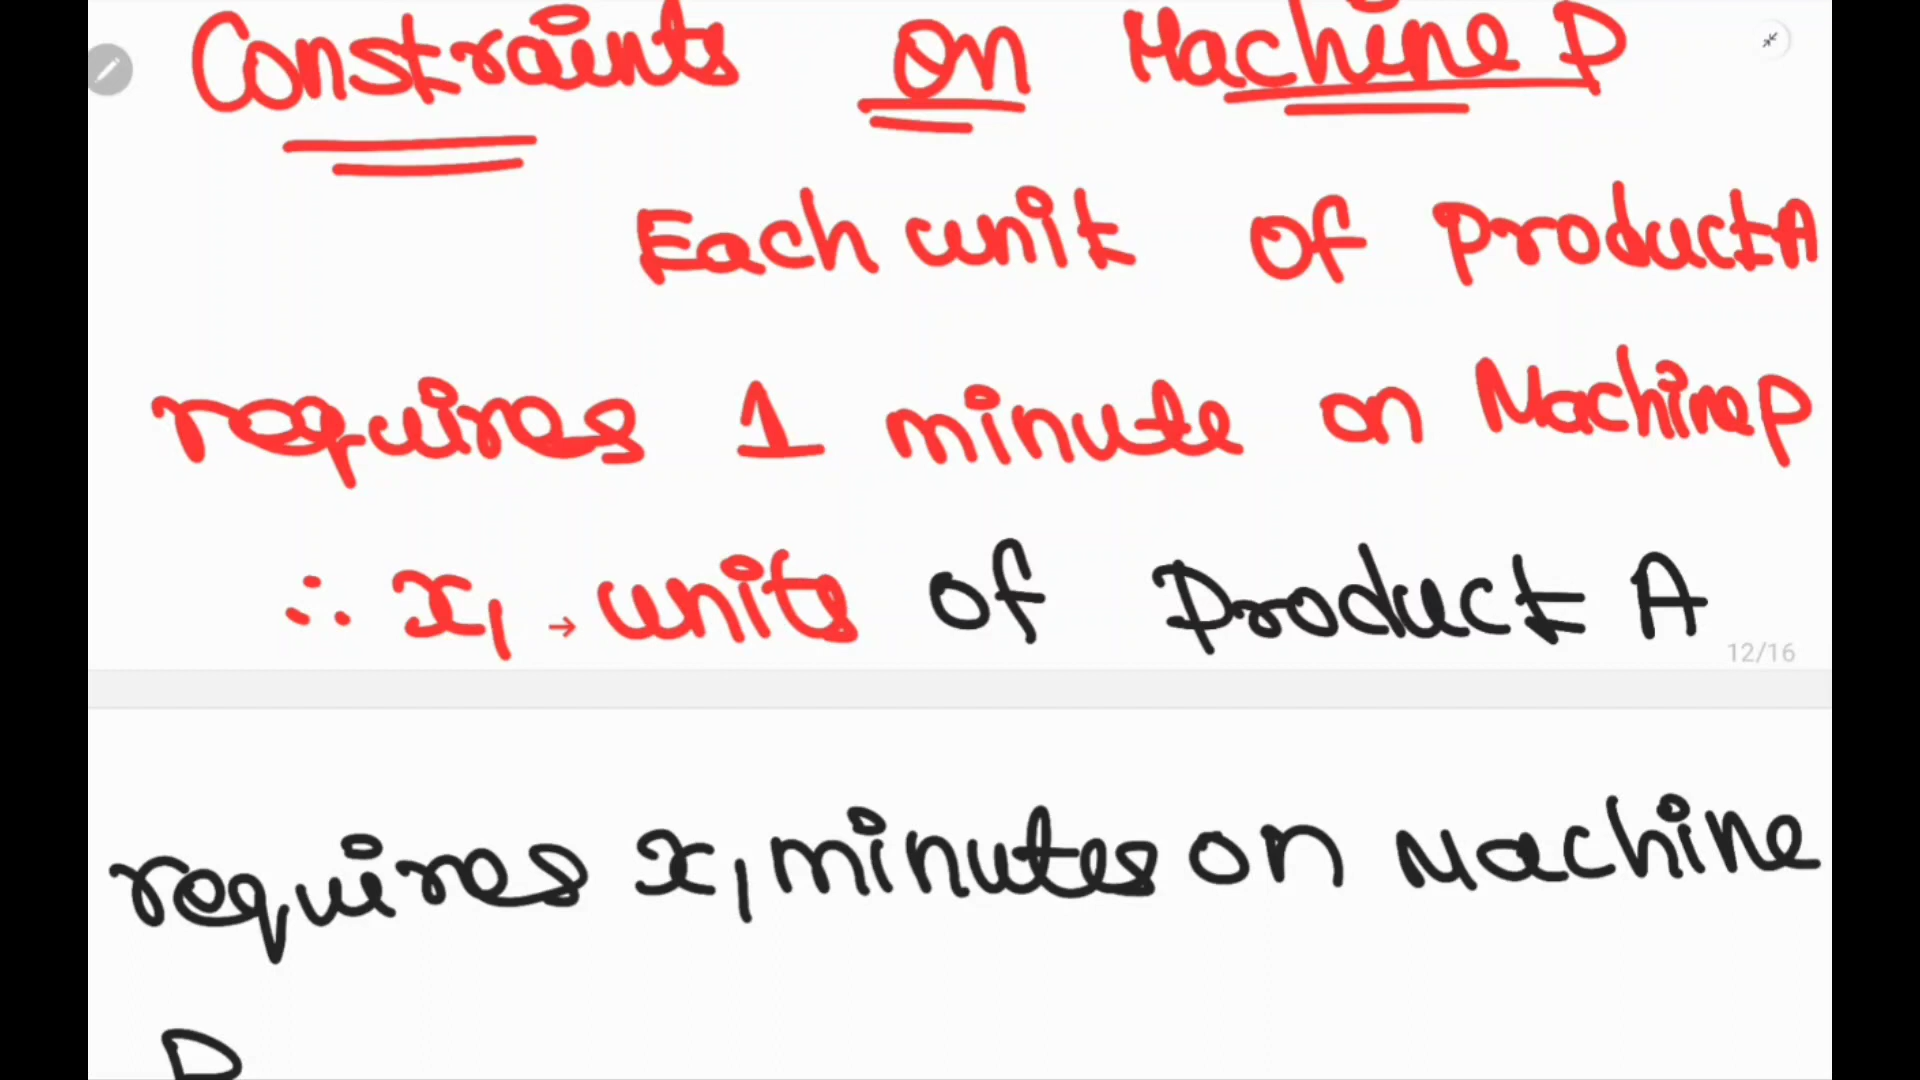 Constraints on Machine P
Each unit of product A
requires 1 minute on Machine P
∴ x₁ → units of Product A
12/16
requires x₁ minutes on Machine
P